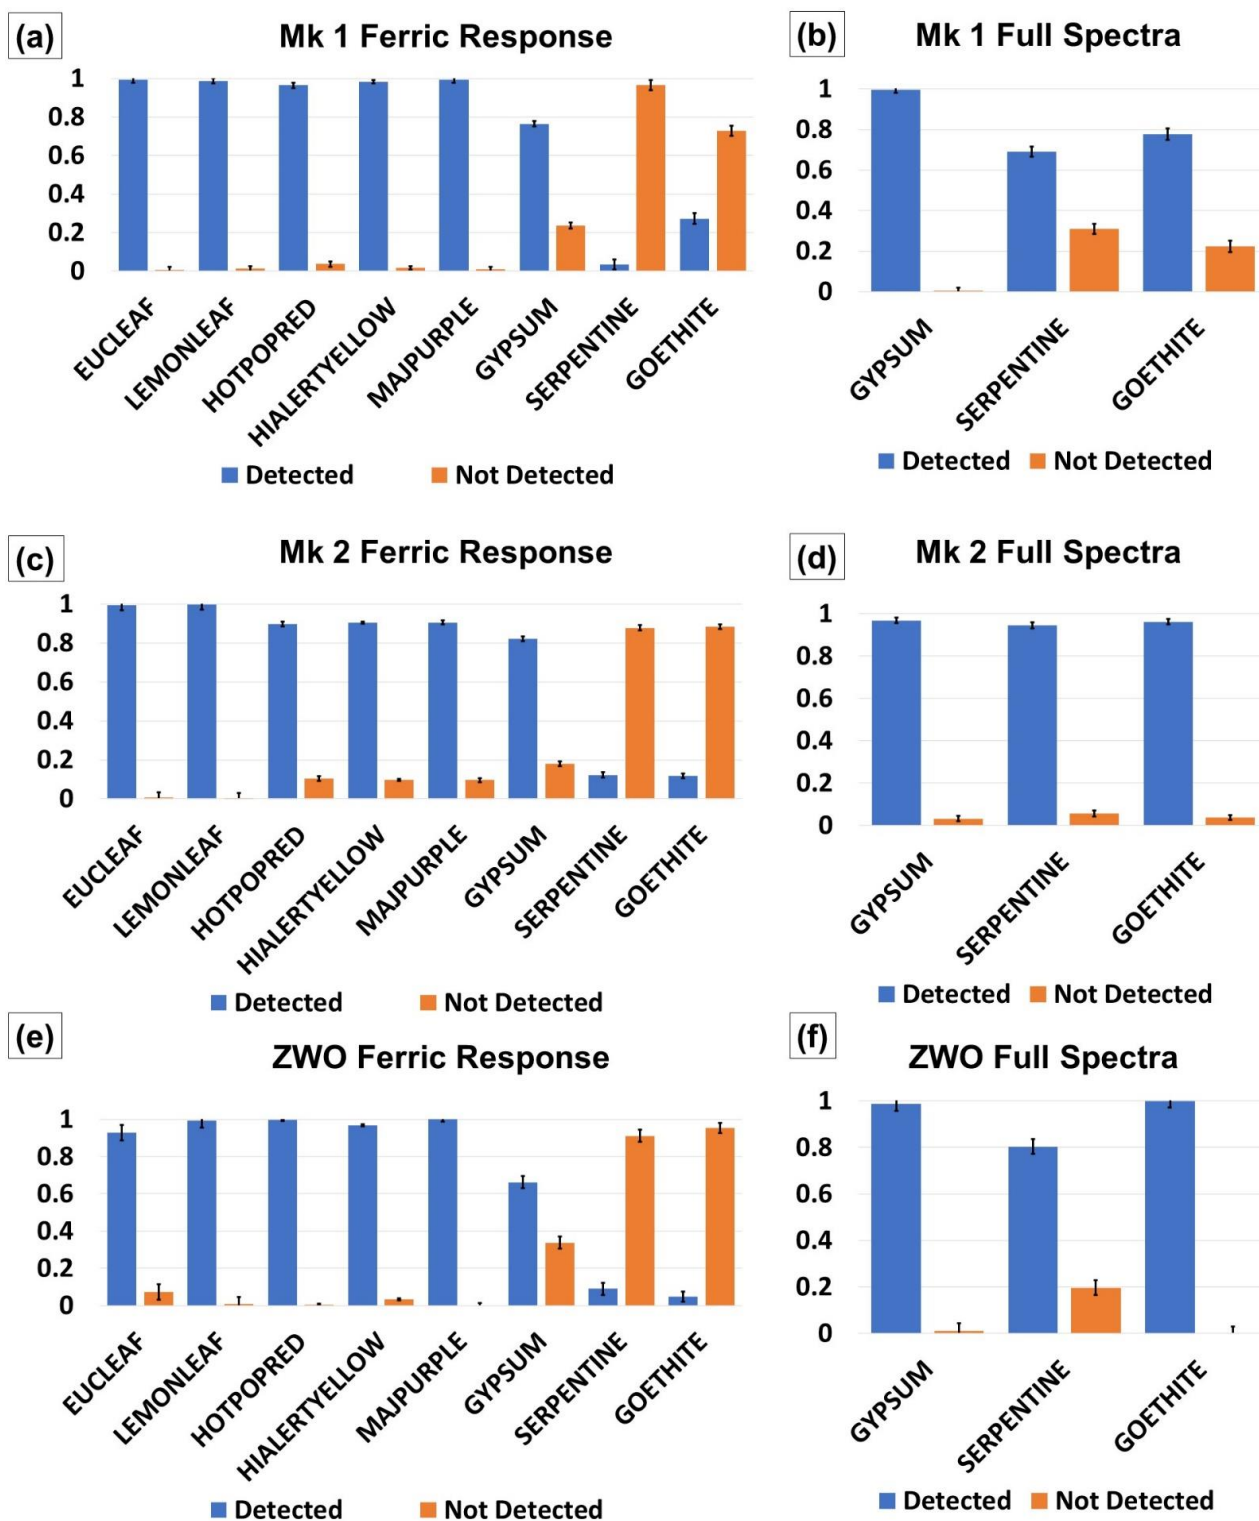 (a) Mk 1 Ferric Response
1
0.8
0.6
0.4
0.2
0
EUCLEAF
LEMONLEAF
HOTPOPRED
HIALERTYELLOW
MAJPURPLE
GYPSUM
SERPENTINE
GOETHITE
Detected Not Detected
(b) Mk 1 Full Spectra
1
0.8
0.6
0.4
0.2
0
GYPSUM
SERPENTINE
GOETHITE
Detected Not Detected
(c) Mk 2 Ferric Response
1
0.8
0.6
0.4
0.2
0
EUCLEAF
LEMONLEAF
HOTPOPRED
HIALERTYELLOW
MAJPURPLE
GYPSUM
SERPENTINE
GOETHITE
Detected Not Detected
(d) Mk 2 Full Spectra
1
0.8
0.6
0.4
0.2
0
GYPSUM
SERPENTINE
GOETHITE
Detected Not Detected
(e) ZWO Ferric Response
1
0.8
0.6
0.4
0.2
0
EUCLEAF
LEMONLEAF
HOTPOPRED
HIALERTYELLOW
MAJPURPLE
GYPSUM
SERPENTINE
GOETHITE
Detected Not Detected
(f) ZWO Full Spectra
1
0.8
0.6
0.4
0.2
0
GYPSUM
SERPENTINE
GOETHITE
Detected Not Detected